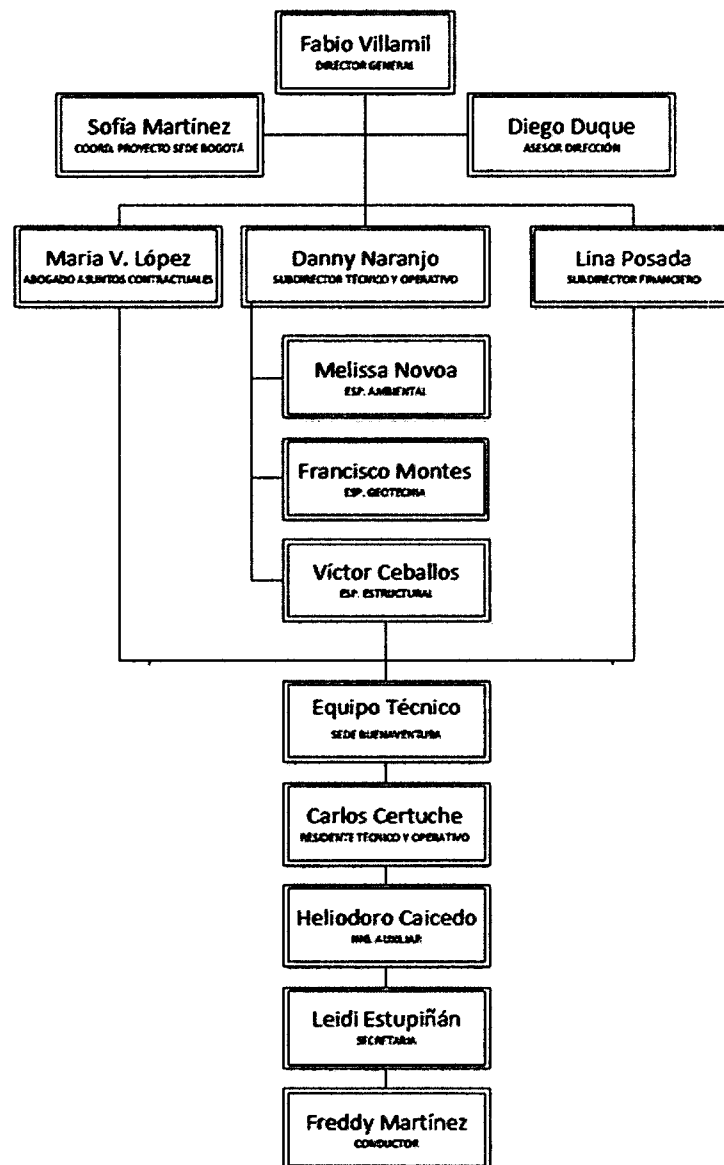 Fabio Villamil
DIRECTOR GENERAL
Sofía Martínez
COORD. PROYECTO SEDE BOGOTÁ
Diego Duque
ASESOR DIRECCIÓN
Maria V. López
ABOGADO ASUNTOS CONTRACTUALES
Danny Naranjo
SUBDIRECTOR TÉCNICO Y OPERATIVO
Lina Posada
SUBDIRECTOR FINANCIERO
Melissa Novoa
ESP. AMBIENTAL
Francisco Montes
ESP. GEOTECNIA
Víctor Ceballos
ESP. ESTRUCTURAL
Equipo Técnico
SEDE BUENAVENTURA
Carlos Certuche
RESIDENTE TÉCNICO Y OPERATIVO
Heliodoro Caicedo
ING. AUXILIAR
Leidi Estupiñán
SECRETARIA
Freddy Martínez
CONDUCTOR